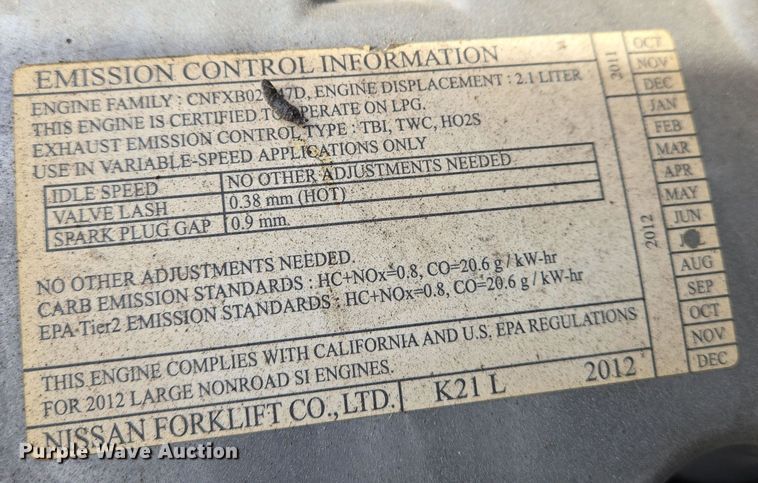 EMISSION CONTROL INFORMATION
ENGINE FAMILY : ENGINE DISPLACEMENT : 2.1 LITER
THIS ENGINE IS CERTIFIED TO OPERATE ON LPG.
EXHAUST EMISSION CONTROL TYPE : TBI, TWC, HO2S
USE IN VARIABLE-SPEED APPLICATIONS ONLY
IDLE SPEED NO OTHER ADJUSTMENTS NEEDED.
VALVE LASH 0.38 mm (HOT)
SPARK PLUG GAP 0.9 mm.
NO OTHER ADJUSTMENTS NEEDED.
CARB EMISSION STANDARDS : HC+NOx=0.8, CO=20.6 g / kW-hr
EPA-Tier2 EMISSION STANDARDS : HC+NOx=0.8, CO=20.6 g / kW-hr
THIS ENGINE COMPLIES WITH CALIFORNIA AND U.S. EPA REGULATIONS
FOR 2012 LARGE NONROAD SI ENGINES.
NISSAN FORKLIFT CO., LTD. K21 L 2012
2011
OCT
NOV
DEC
2012
JAN
FEB
MAR
APR
MAY
JUN
AUG
SEP
OCT
NOV
DEC
Purple Wave Auction